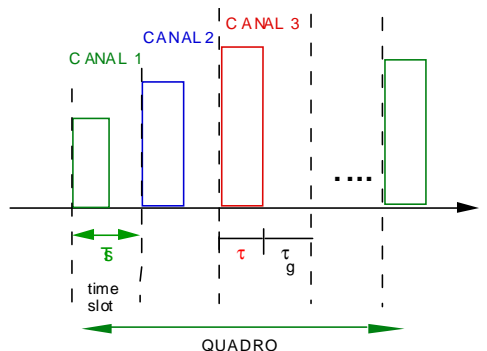 CANAL 3
CANAL 2
CANAL 1
....
Ts
τ
τg
time
slot
QUADRO